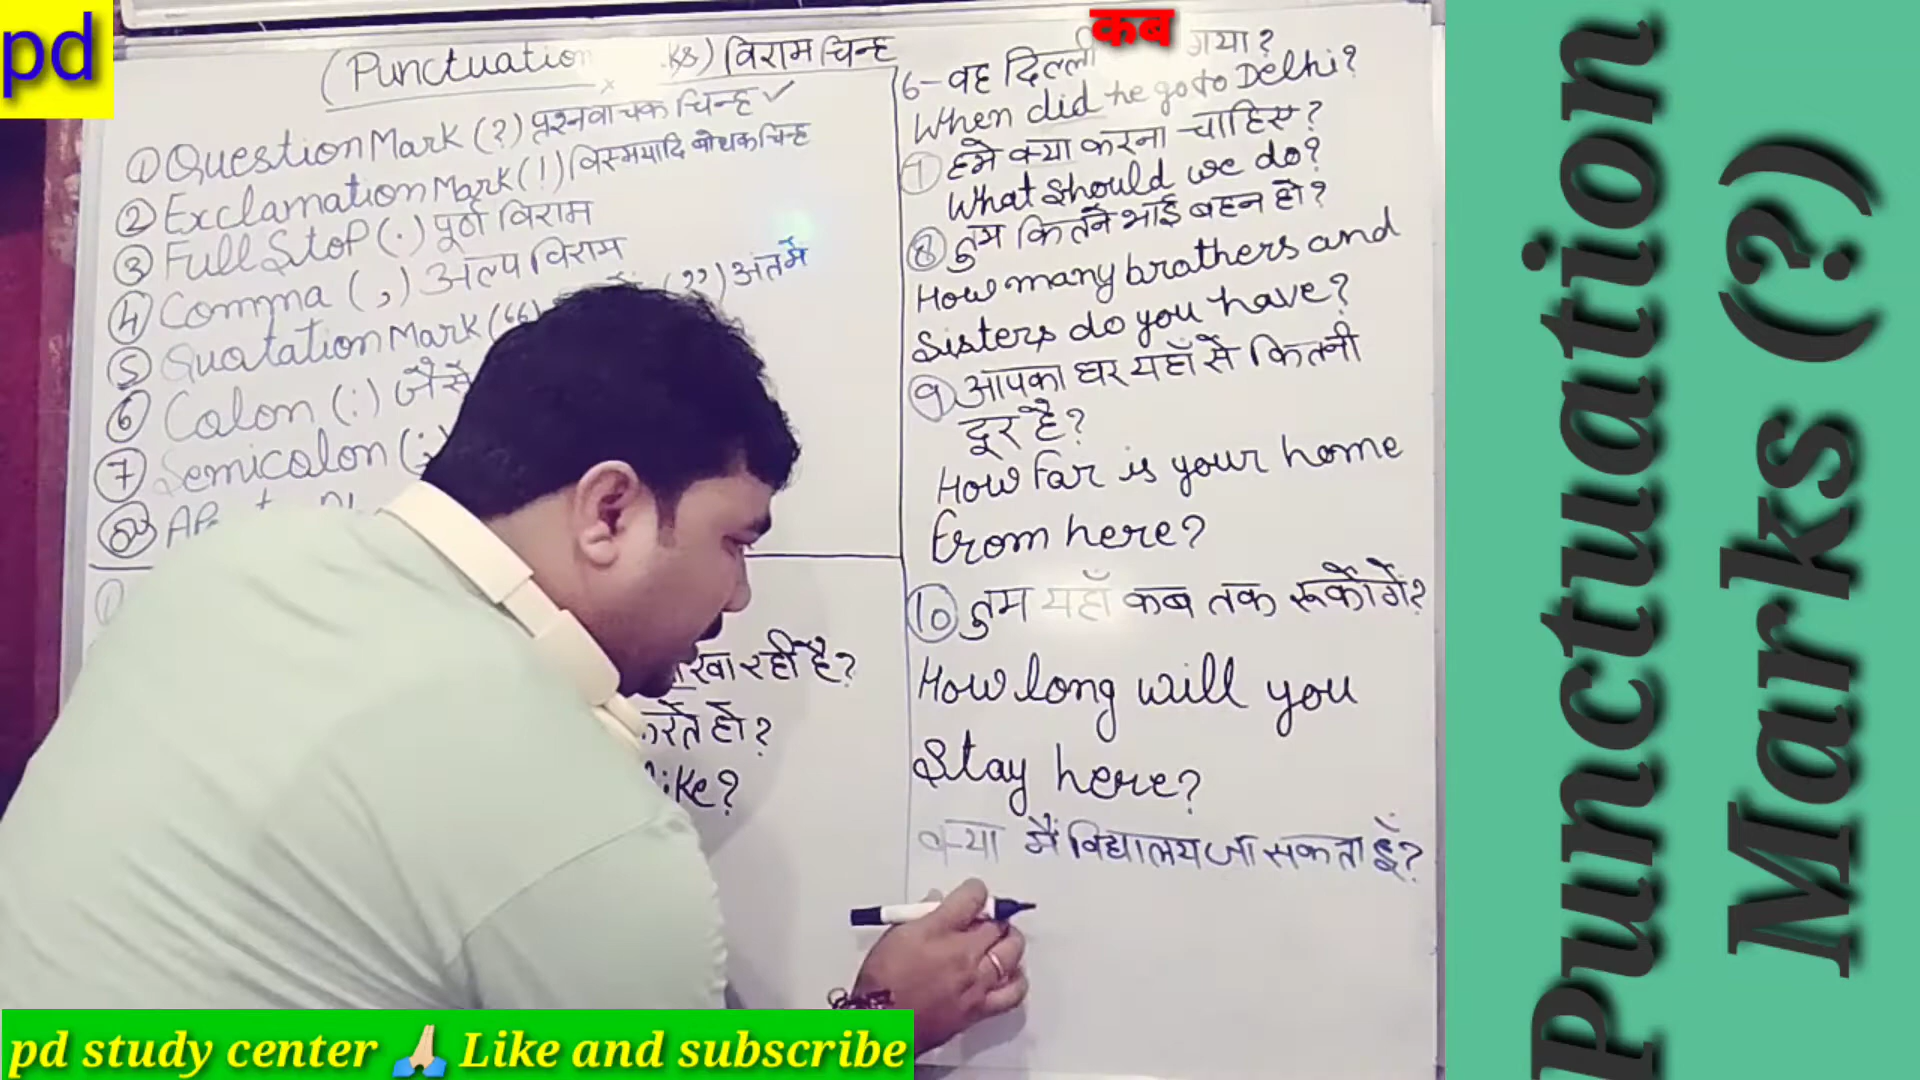 pd
(Punctuation ks) विराम चिन्ह
① Question Mark (?) प्रश्नवाचक चिन्ह ✓
② Exclamation Mark (!) विस्मयादि बोधक चिन्ह
③ Full Stop (.) पूर्ण विराम
④ Comma (,) अल्प विराम
⑤ Quatation Mark (“) (”) अंत में
⑥ Colon (:) जैसे
⑦ Semicolon (;
⑧
खा रही है?
करते हो?
like?
6- वह दिल्ली कब गया?
When did he go to Delhi?
⑦ हमे क्या करना चाहिए?
What should we do?
⑧ तुम कितने भाई बहन हो?
How many brothers and
Sisters do you have?
⑨ आपका घर यहाँ से कितनी
दूर है?
How far is your home
from here?
⑩ तुम यहाँ कब तक रूकोगें?
How long will you
Stay here?
क्या मैं विद्यालय जा सकता हूँ?
pd study center 🙏🏻 Like and subscribe
Punctuation
Marks (?)